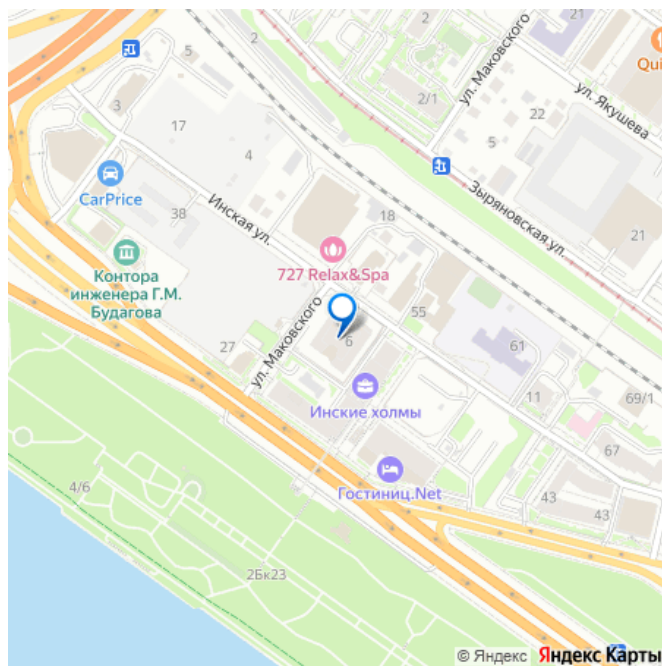 2
21
ул. Маковского
Qui
5
2
2/1
ул. Якушева
3
22
17
5
4
CarPrice
Зыряновская ул.
38
Инская ул.
18
21
Контора
инженера Г.М.
Будагова
727 Relax&Spa
55
27
ул. Маковского
6
61
Инские холмы
11
69/1
67
Гостиниц.Net
4/6
43
43
2Бк23
© Яндекс Яндекс Карты